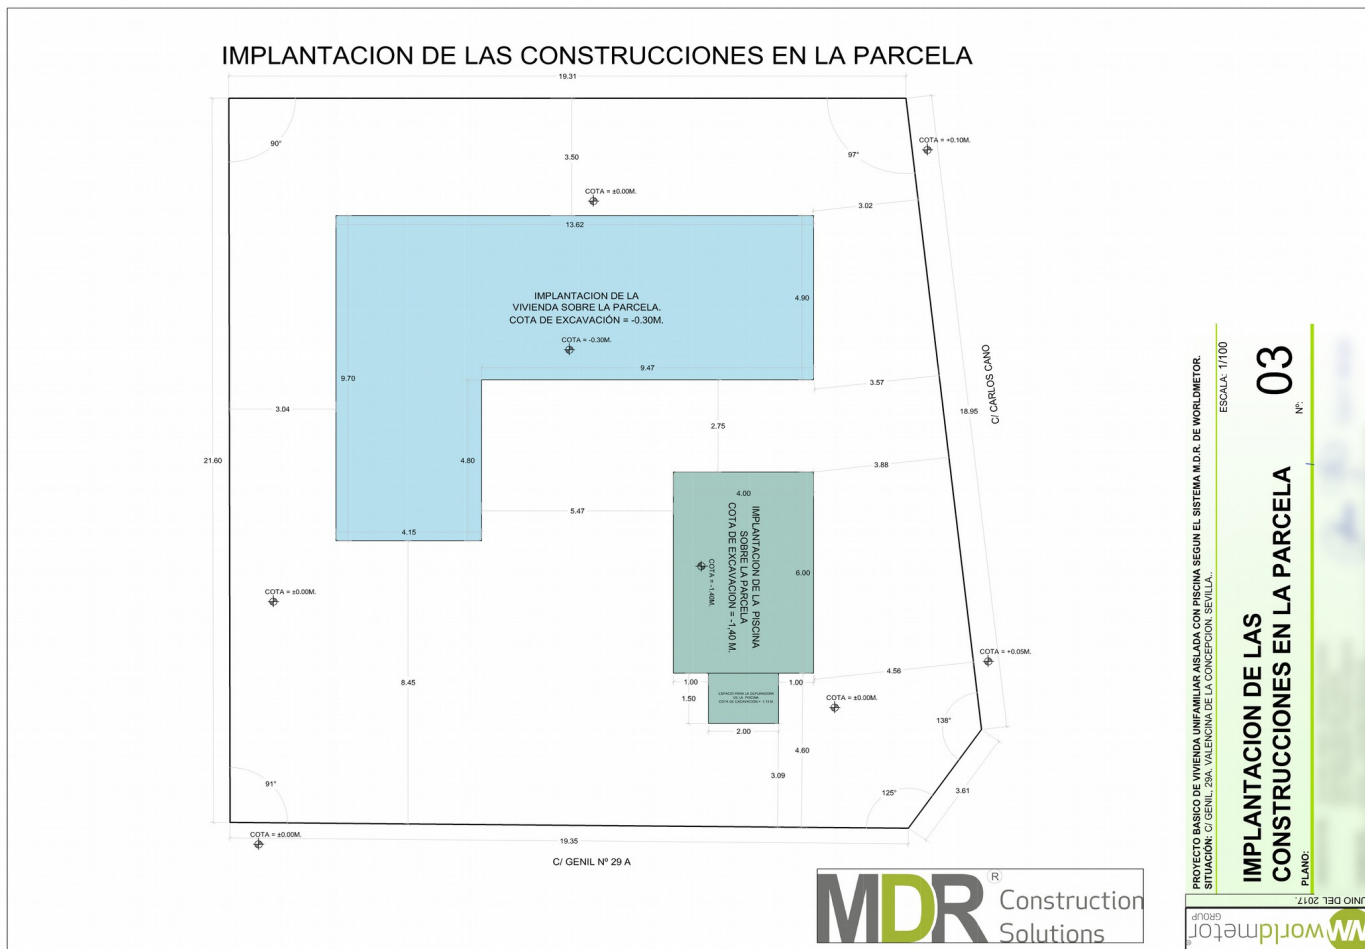 IMPLANTACION DE LAS CONSTRUCCIONES EN LA PARCELA
19.31
90°
97°
COTA = +0.10M.
3.50
COTA = ±0.00M.
3.02
13.62
4.90
IMPLANTACION DE LA
VIVIENDA SOBRE LA PARCELA.
COTA DE EXCAVACIÓN = -0.30M.
COTA = -0.30M.
9.47
9.70
3.57
3.04
18.95
C/ CARLOS CANO
2.75
21.60
4.80
3.88
4.00
5.47
4.15
IMPLANTACION DE LA PISCINA
SOBRE LA PARCELA
COTA DE EXCAVACION = -1,40 M.
COTA = -1.40M.
6.00
COTA = ±0.00M.
COTA = +0.05M.
4.56
8.45
1.00
1.00
1.50
ESPACIO PARA LA DEPURADORA
DE LA PISCINA
COTA = ±0.00M.
2.00
138°
4.60
3.09
91°
125°
3.61
COTA = ±0.00M.
19.35
C/ GENIL Nº 29 A
MDR® Construction
Solutions
PROYECTO BASICO DE VIVIENDA UNIFAMILIAR AISLADA CON PISCINA SEGUN EL SISTEMA M.D.R. DE WORLDMETOR.
SITUACIÓN: C/ GENIL, 29A. VALENCINA DE LA CONCEPCION. SEVILLA..
ESCALA: 1/100
IMPLANTACION DE LAS
CONSTRUCCIONES EN LA PARCELA
Nº:
03
PLANO:
UNIO DEL 2017.
worldmetor
GROUP